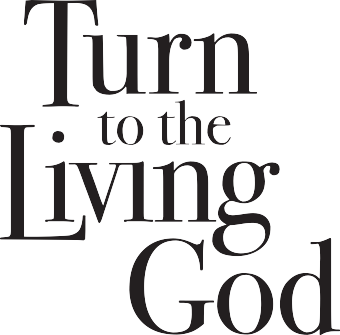 Turn
to the
Living
God